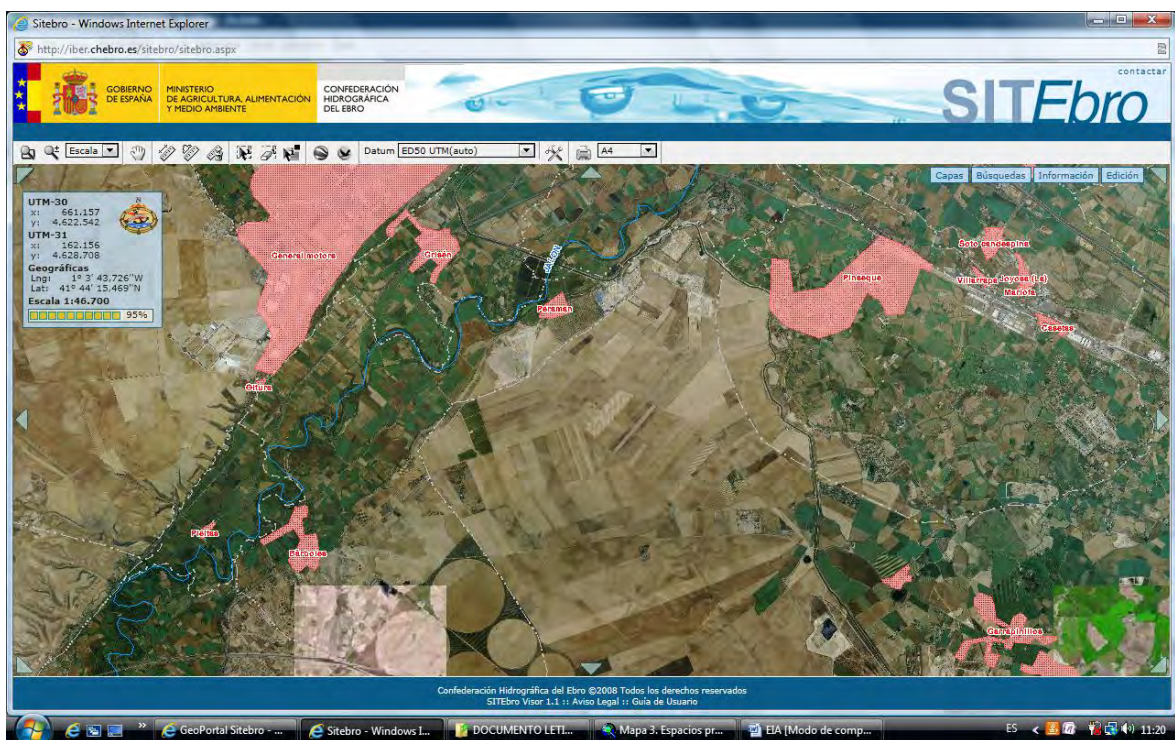 Sitebro - Windows Internet Explorer
http://iber.chebro.es/sitebro/sitebro.aspx
GOBIERNO DE ESPAÑA
MINISTERIO DE AGRICULTURA, ALIMENTACIÓN Y MEDIO AMBIENTE
CONFEDERACIÓN HIDROGRÁFICA DEL EBRO
contactar
SITEbro
Escala
Datum
ED50 UTM(auto)
A4
Capas
Búsquedas
Información
Edición
UTM-30
x: 661.157
y: 4.622.542
UTM-31
x: 162.156
y: 4.628.708
Geográficas
Lng: 1º 3' 43.726"W
Lat: 41º 44' 15.469"N
Escala 1:46.700
95%
N
General motors
Grisén
JALON
Peraman
Pinseque
Soto candespina
Villarrapa
Joyosa (La)
Marlofa
Casetas
Oitura
Pleitas
Bárboles
Garrapinillos
Confederación Hidrográfica del Ebro ©2008 Todos los derechos reservados
SITEbro Visor 1.1 :: Aviso Legal :: Guía de Usuario
GeoPortal Sitebro - ...
Sitebro - Windows I...
DOCUMENTO LETI...
Mapa 3. Espacios pr...
EIA [Modo de comp...
ES
11:20